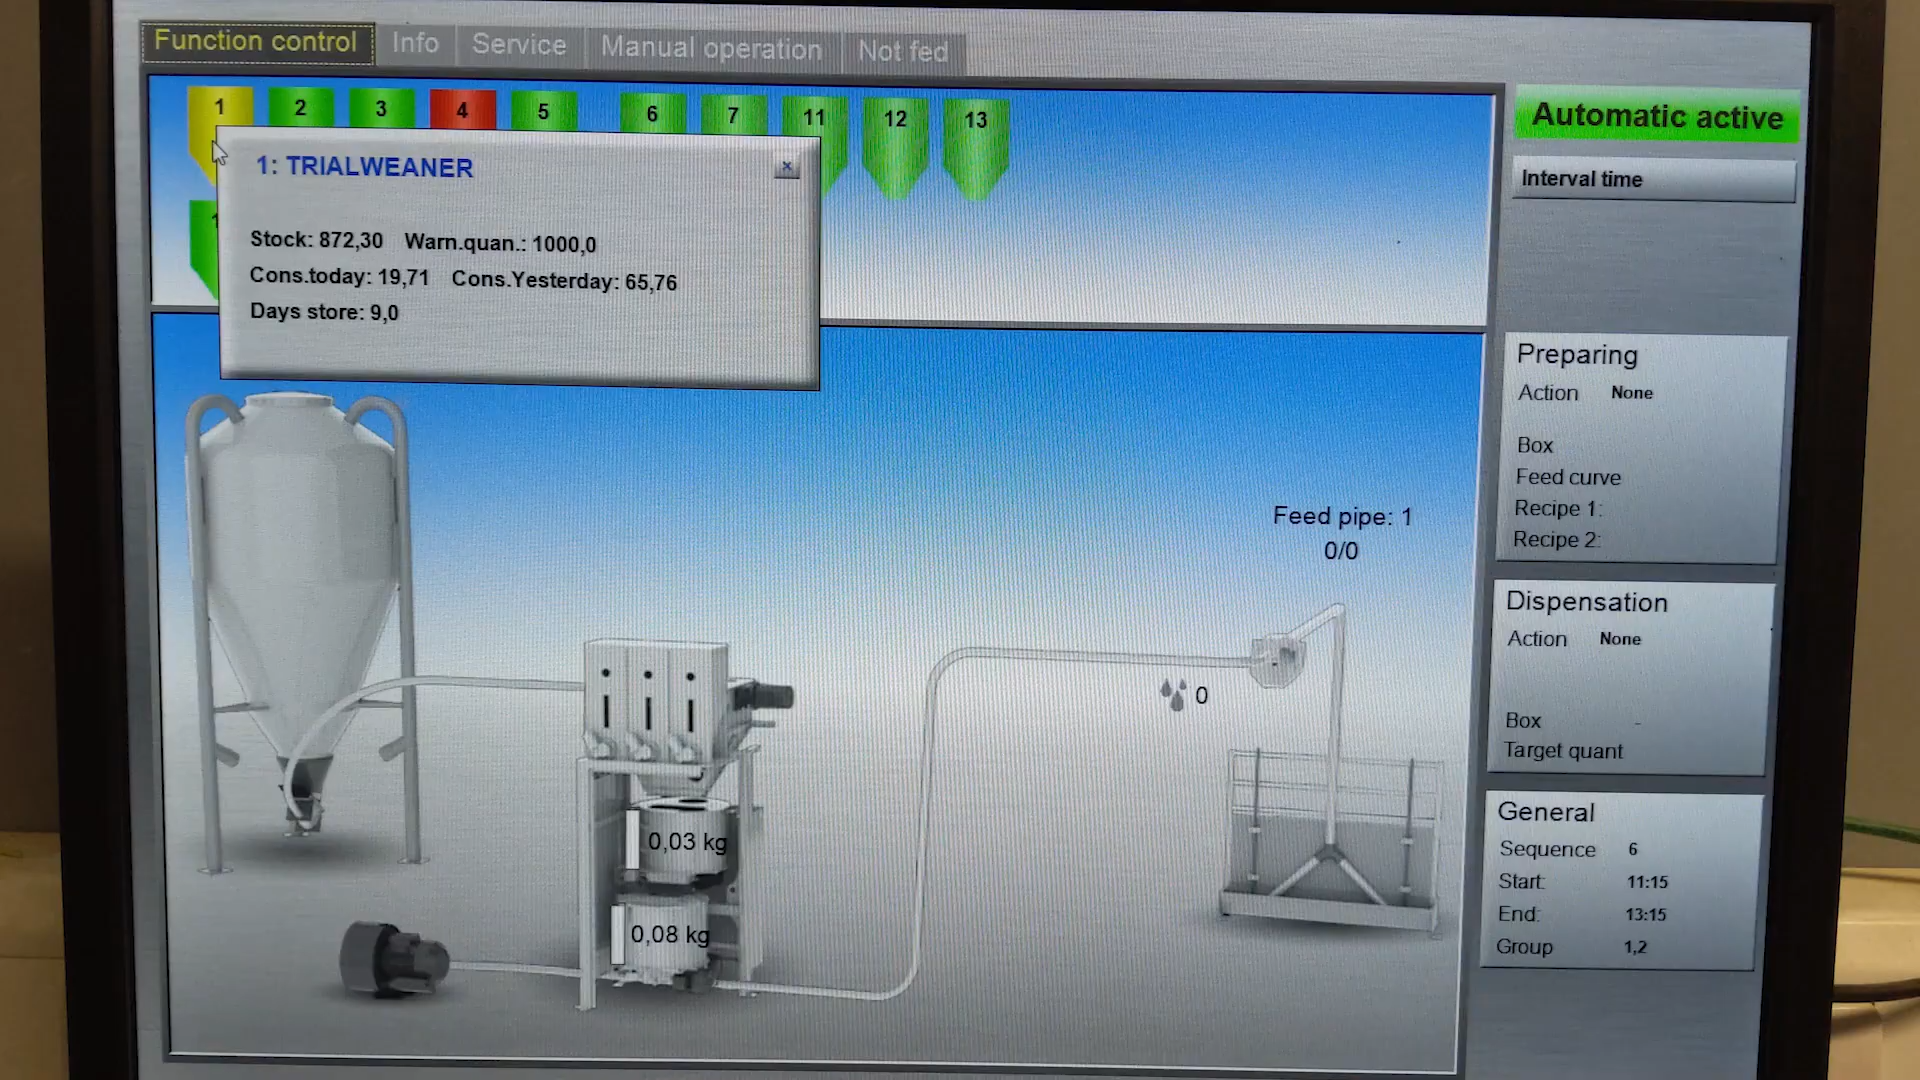 Function control Info Service Manual operation Not fed
1 2 3 4 5 6 7 11 12 13
Automatic active
Interval time
1: TRIALWEANER
Stock: 872,30 Warn.quan.: 1000,0
Cons.today: 19,71 Cons.Yesterday: 65,76
Days store: 9,0
Feed pipe: 1
0/0
0
0,03 kg
0,08 kg
Preparing
Action None
Box
Feed curve
Recipe 1:
Recipe 2:
Dispensation
Action None
Box -
Target quant
General
Sequence 6
Start: 11:15
End: 13:15
Group 1,2